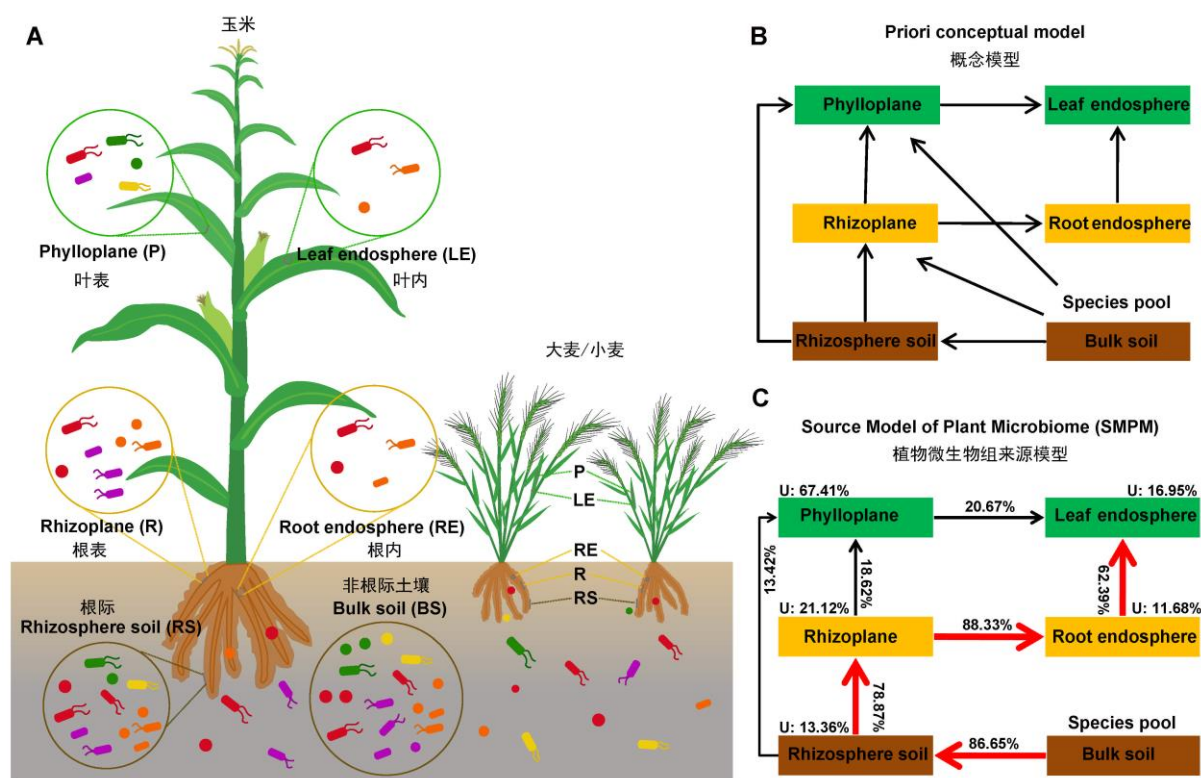 A
玉米
Phylloplane (P)
叶表
Leaf endosphere (LE)
叶内
大麦/小麦
P
LE
Rhizoplane (R)
根表
Root endosphere (RE)
根内
RE
R
RS
根际
Rhizosphere soil (RS)
非根际土壤
Bulk soil (BS)
B
Priori conceptual model
概念模型
Phylloplane
Leaf endosphere
Rhizoplane
Root endosphere
Species pool
Rhizosphere soil
Bulk soil
C
Source Model of Plant Microbiome (SMPM)
植物微生物组来源模型
U: 67.41%
U: 16.95%
Phylloplane
20.67%
Leaf endosphere
13.42%
18.62%
62.39%
U: 21.12%
U: 11.68%
Rhizoplane
88.33%
Root endosphere
78.87%
U: 13.36%
Species pool
Rhizosphere soil
86.65%
Bulk soil